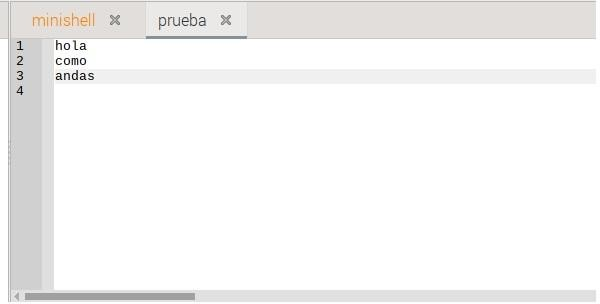 minishell prueba
1 hola
2 como
3 andas
4